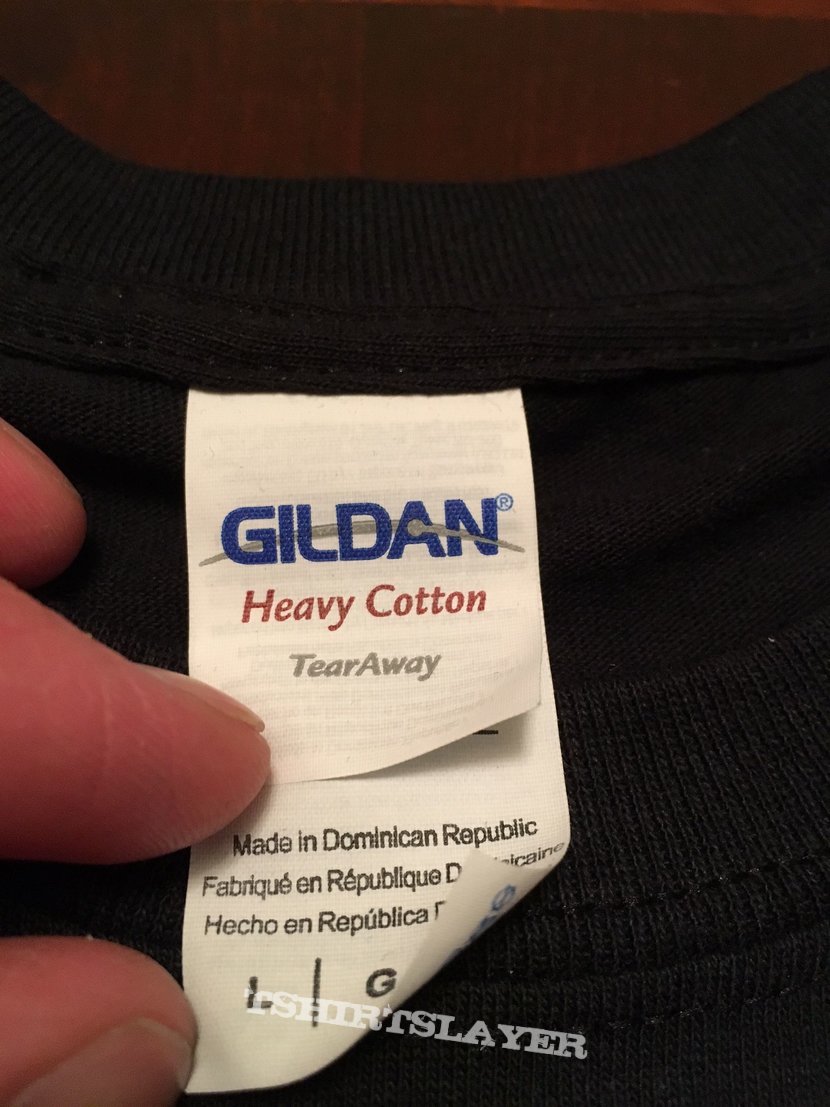 GILDAN®
Heavy Cotton
TearAway
Made in Dominican Republic
Fabriqué en République
Hecho en República
L | G
TSHIRTSLAYER